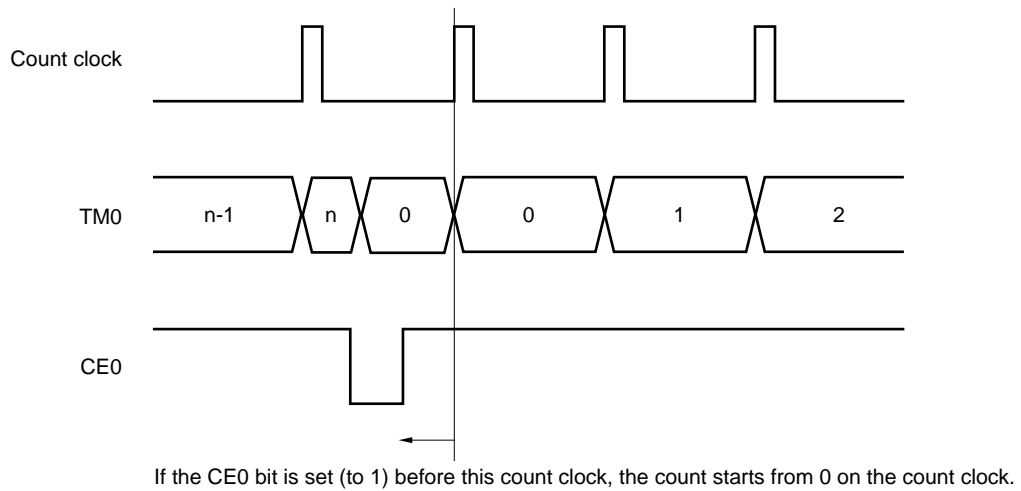 Count clock
TM0
n-1 n 0 0 1 2
CE0
If the CE0 bit is set (to 1) before this count clock, the count starts from 0 on the count clock.